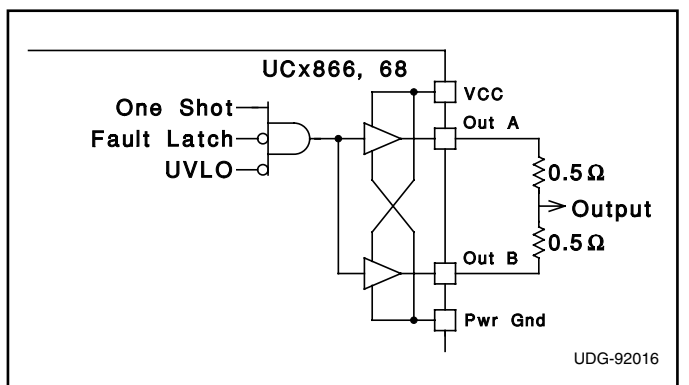 UCx866, 68
VCC
One Shot
Out A
Fault Latch
UVLO
0.5Ω
Output
0.5Ω
Out B
Pwr Gnd
UDG-92016